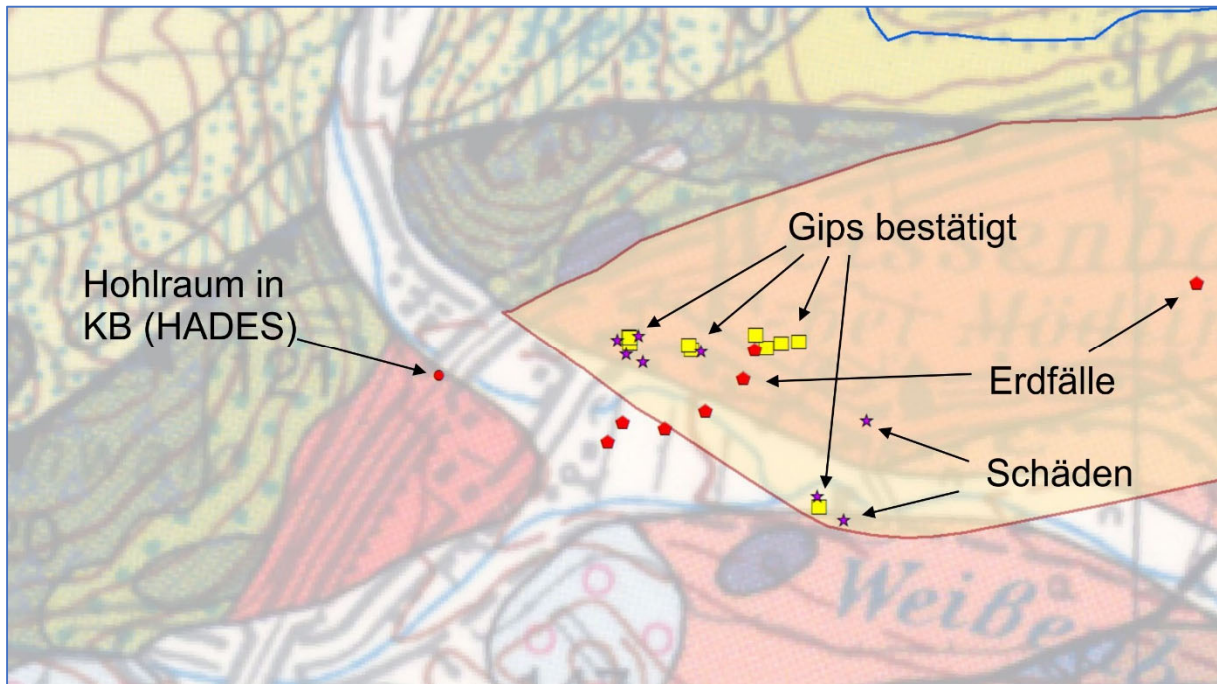 Gips bestätigt
Hohlraum in
KB (HADES)
Erdfälle
Schäden
Weiße